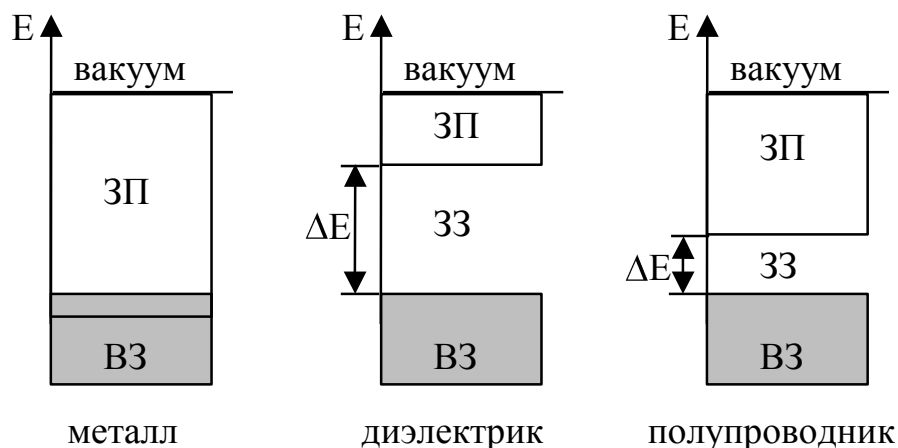 E
E
E
вакуум
вакуум
вакуум
ЗП
ЗП
ЗП
ΔE
ЗЗ
ΔE
ЗЗ
ВЗ
ВЗ
ВЗ
металл
диэлектрик
полупроводник